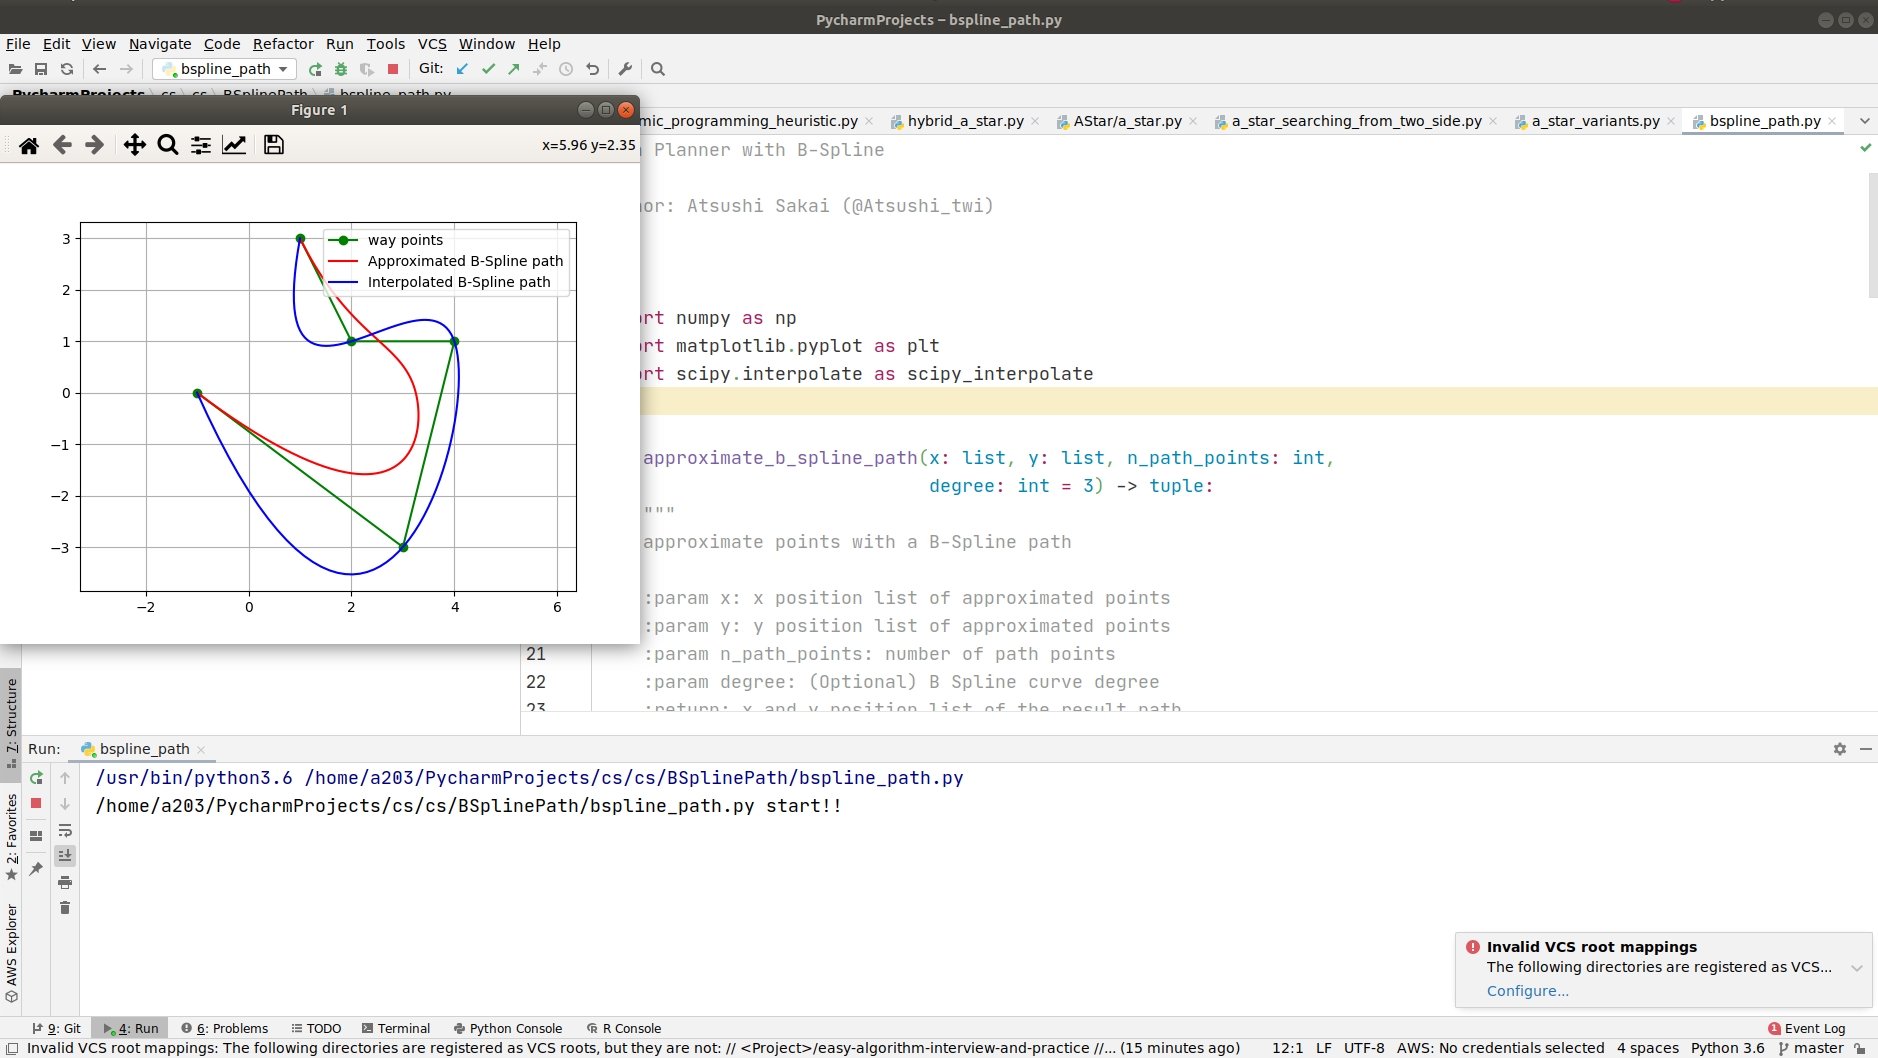 PycharmProjects – bspline_path.py
File Edit View Navigate Code Refactor Run Tools VCS Window Help
bspline_path Git:
PycharmProjects cs cs BSplinePath bspline_path.py
Figure 1
x=5.96 y=2.35
mic_programming_heuristic.py hybrid_a_star.py AStar/a_star.py a_star_searching_from_two_side.py a_star_variants.py bspline_path.py
Planner with B-Spline
or: Atsushi Sakai (@Atsushi_twi)
rt numpy as np
rt matplotlib.pyplot as plt
rt scipy.interpolate as scipy_interpolate
approximate_b_spline_path(x: list, y: list, n_path_points: int,
degree: int = 3) -> tuple:
"""
approximate points with a B-Spline path
:param x: x position list of approximated points
:param y: y position list of approximated points
21 :param n_path_points: number of path points
22 :param degree: (Optional) B Spline curve degree
23 :return: x and y position list of the result path
way points
Approximated B-Spline path
Interpolated B-Spline path
3
2
1
0
−1
−2
−3
−2 0 2 4 6
7: Structure
2: Favorites
AWS Explorer
Run: bspline_path
/usr/bin/python3.6 /home/a203/PycharmProjects/cs/cs/BSplinePath/bspline_path.py
/home/a203/PycharmProjects/cs/cs/BSplinePath/bspline_path.py start!!
Invalid VCS root mappings
The following directories are registered as VCS...
Configure...
9: Git 4: Run 6: Problems TODO Terminal Python Console R Console 1 Event Log
Invalid VCS root mappings: The following directories are registered as VCS roots, but they are not: // <Project>/easy-algorithm-interview-and-practice //... (15 minutes ago) 12:1 LF UTF-8 AWS: No credentials selected 4 spaces Python 3.6 master